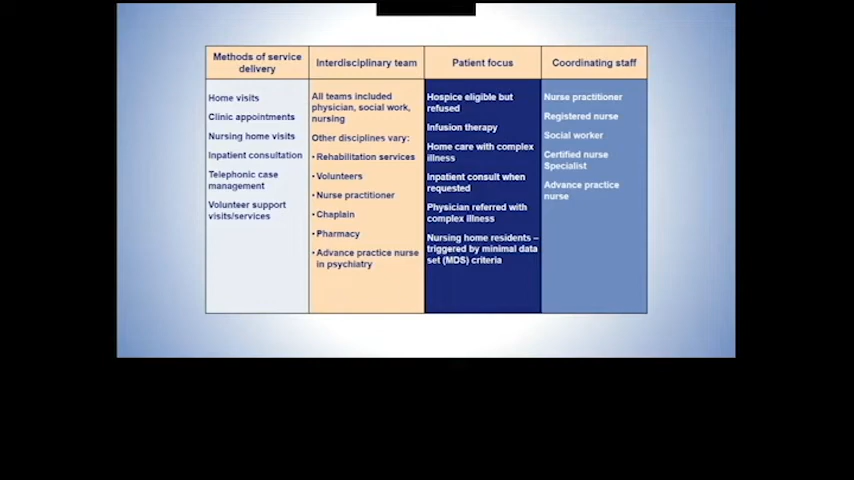 Methods of service
delivery
Interdisciplinary team
Patient focus
Coordinating staff
Home visits
Clinic appointments
Nursing home visits
Inpatient consultation
Telephonic case
management
Volunteer support
visits/services
All teams included
physician, social work,
nursing
Other disciplines vary:
• Rehabilitation services
• Volunteers
• Nurse practitioner
• Chaplain
• Pharmacy
• Advance practice nurse
in psychiatry
Hospice eligible but
refused
Infusion therapy
Home care with complex
illness
Inpatient consult when
requested
Physician referred with
complex illness
Nursing home residents –
triggered by minimal data
set (MDS) criteria
Nurse practitioner
Registered nurse
Social worker
Certified nurse
Specialist
Advance practice
nurse